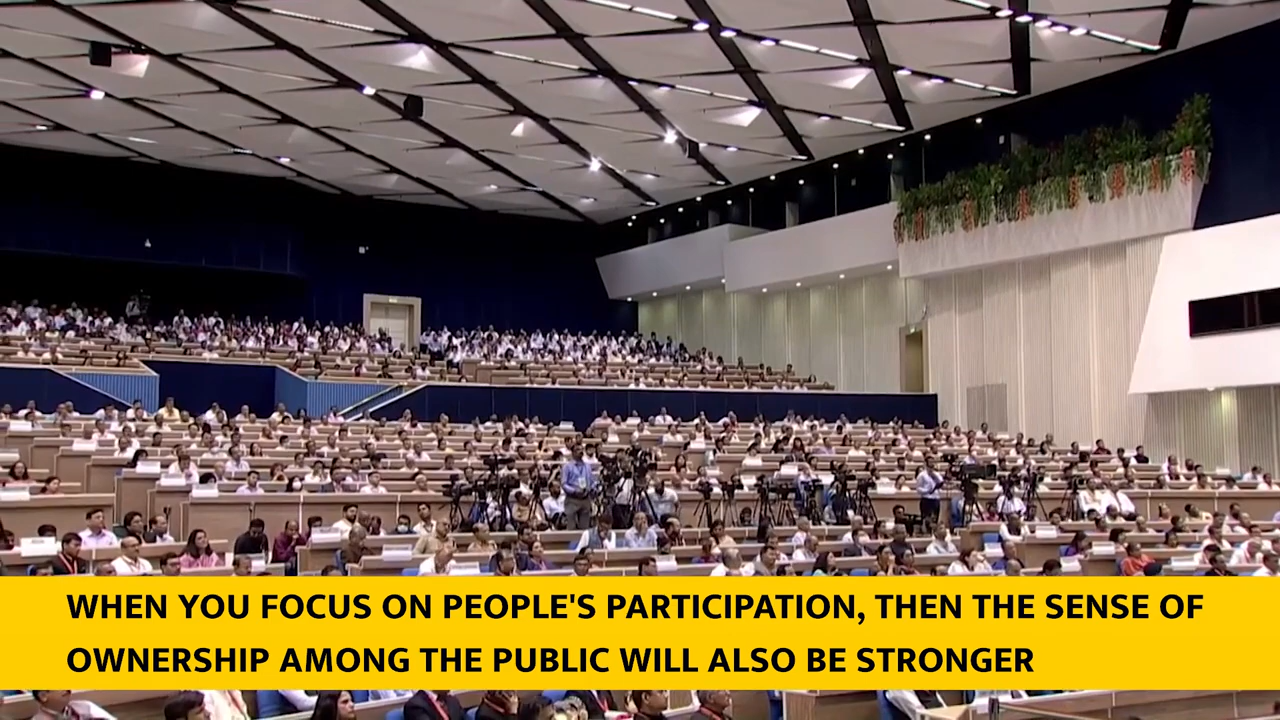 WHEN YOU FOCUS ON PEOPLE'S PARTICIPATION, THEN THE SENSE OF
OWNERSHIP AMONG THE PUBLIC WILL ALSO BE STRONGER